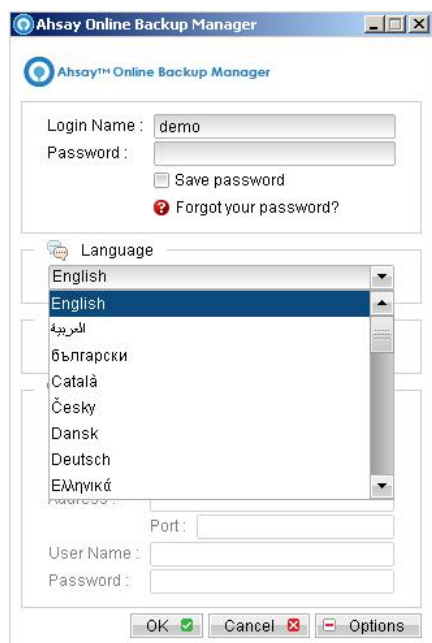 Ahsay Online Backup Manager
Ahsay™ Online Backup Manager
Login Name : demo
Password :
Save password
Forgot your password?
Language
English
English
العربية
български
Català
Česky
Dansk
Deutsch
Ελληνικά
Address :
Port :
User Name :
Password :
OK Cancel Options